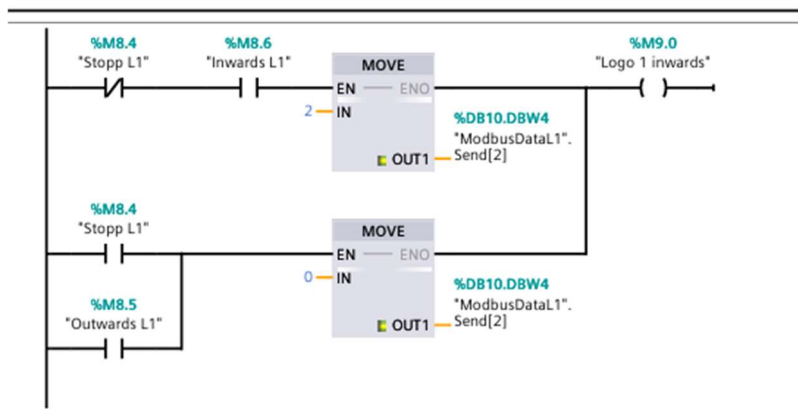 %M8.4
"Stopp L1"
%M8.6
"Inwards L1"
MOVE
EN ENO
2 IN
OUT1
%DB10.DBW4
"ModbusDataL1".
Send[2]
%M9.0
"Logo 1 inwards"
%M8.4
"Stopp L1"
%M8.5
"Outwards L1"
MOVE
EN ENO
0 IN
OUT1
%DB10.DBW4
"ModbusDataL1".
Send[2]